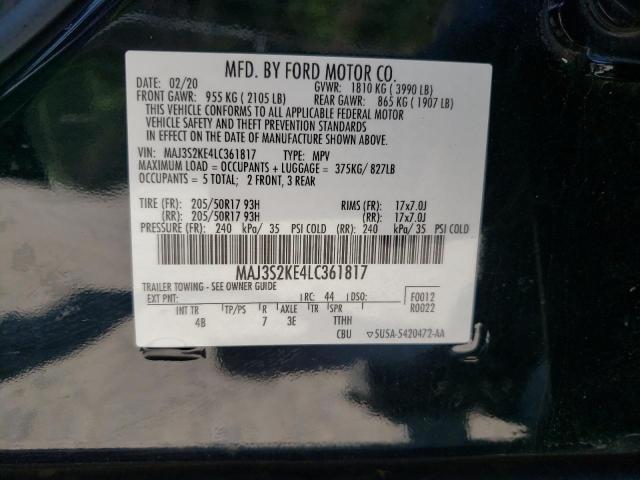 MFD. BY FORD MOTOR CO.
DATE: 02/20 GVWR: 1810 KG ( 3990 LB)
FRONT GAWR: 955 KG ( 2105 LB) REAR GAWR: 865 KG ( 1907 LB)
THIS VEHICLE CONFORMS TO ALL APPLICABLE FEDERAL MOTOR
VEHICLE SAFETY AND THEFT PREVENTION STANDARDS
IN EFFECT ON THE DATE OF MANUFACTURE SHOWN ABOVE.
VIN: MAJ3S2KE4LC361817 TYPE: MPV
MAXIMUM LOAD = OCCUPANTS + LUGGAGE = 375KG/ 827LB
OCCUPANTS = 5 TOTAL; 2 FRONT, 3 REAR
TIRE (FR): 205/50R17 93H RIMS (FR): 17x7.0J
(RR): 205/50R17 93H (RR): 17x7.0J
PRESSURE (FR): 240 kPa/ 35 PSI COLD (RR): 240 kPa/ 35 PSI COLD
MAJ3S2KE4LC361817
TRAILER TOWING - SEE OWNER GUIDE
EXT PNT: RC: 44 DSO: F0012
R0022
INT TR TP/PS R AXLE TR SPR
4B 7 3E TTHH
CBU SU5A-5420472-AA